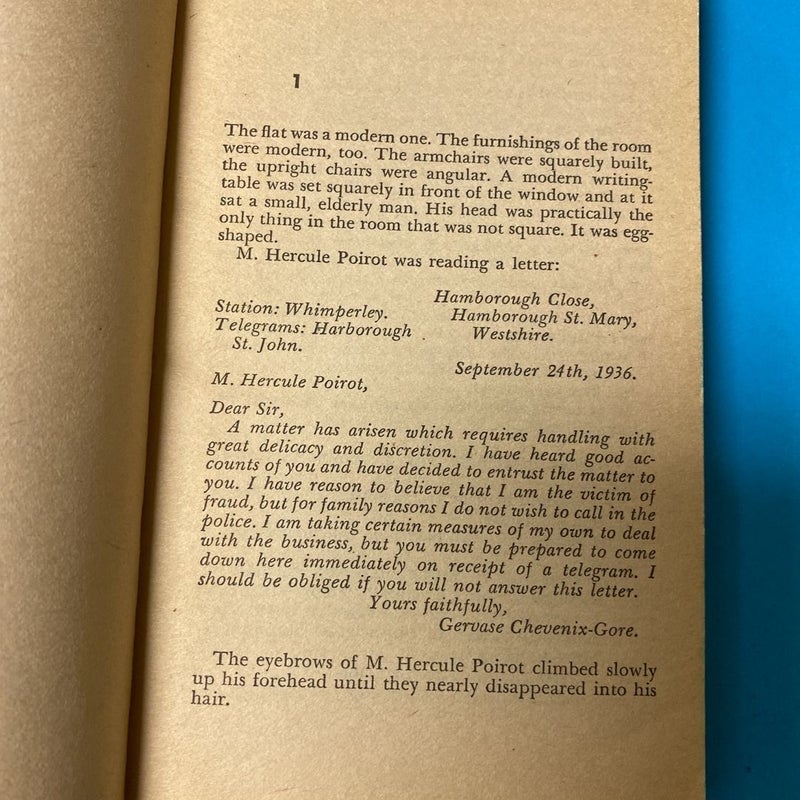 1
The flat was a modern one. The furnishings of the room
were modern, too. The armchairs were squarely built,
the upright chairs were angular. A modern writing-
table was set squarely in front of the window and at it
sat a small, elderly man. His head was practically the
only thing in the room that was not square. It was egg-
shaped.
M. Hercule Poirot was reading a letter:
Hamborough Close,
Station: Whimperley. Hamborough St. Mary,
Telegrams: Harborough Westshire.
St. John.
September 24th, 1936.
M. Hercule Poirot,
Dear Sir,
A matter has arisen which requires handling with
great delicacy and discretion. I have heard good ac-
counts of you and have decided to entrust the matter to
you. I have reason to believe that I am the victim of
fraud, but for family reasons I do not wish to call in the
police. I am taking certain measures of my own to deal
with the business, but you must be prepared to come
down here immediately on receipt of a telegram. I
should be obliged if you will not answer this letter.
Yours faithfully,
Gervase Chevenix-Gore.
The eyebrows of M. Hercule Poirot climbed slowly
up his forehead until they nearly disappeared into his
hair.